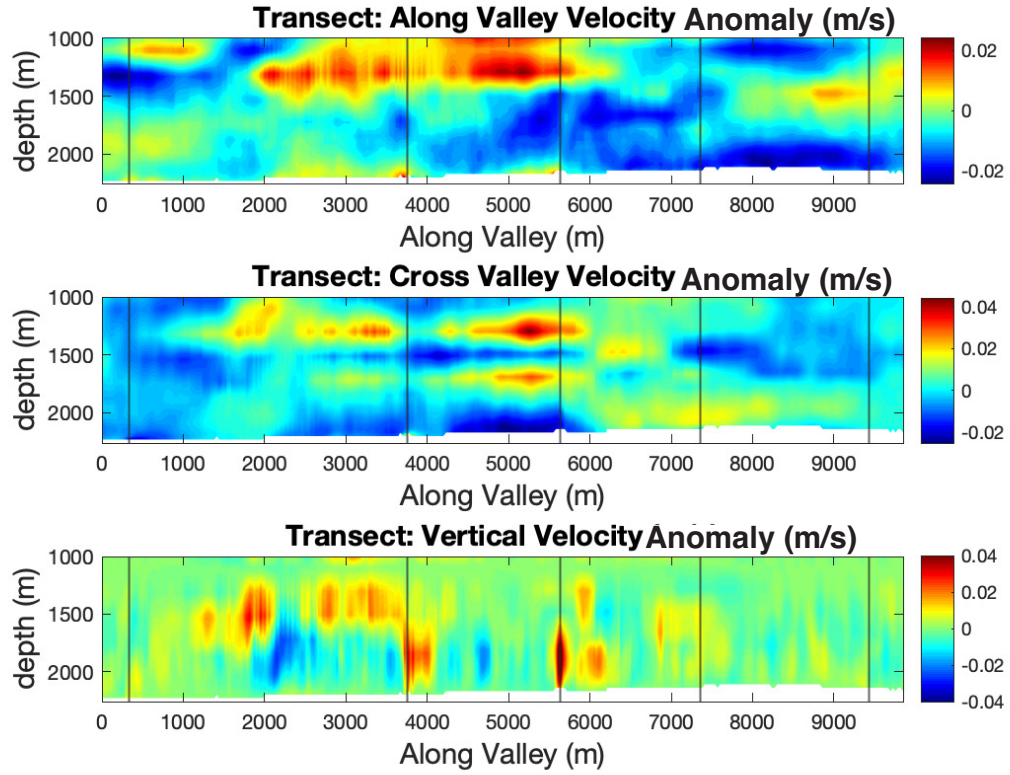 Transect: Along Valley Velocity Anomaly (m/s)
1000
1500
2000
depth (m)
0 1000 2000 3000 4000 5000 6000 7000 8000 9000
Along Valley (m)
0.02
0
-0.02
Transect: Cross Valley Velocity Anomaly (m/s)
1000
1500
2000
depth (m)
0 1000 2000 3000 4000 5000 6000 7000 8000 9000
Along Valley (m)
0.04
0.02
0
-0.02
Transect: Vertical Velocity Anomaly (m/s)
1000
1500
2000
depth (m)
0 1000 2000 3000 4000 5000 6000 7000 8000 9000
Along Valley (m)
0.04
0.02
0
-0.02
-0.04